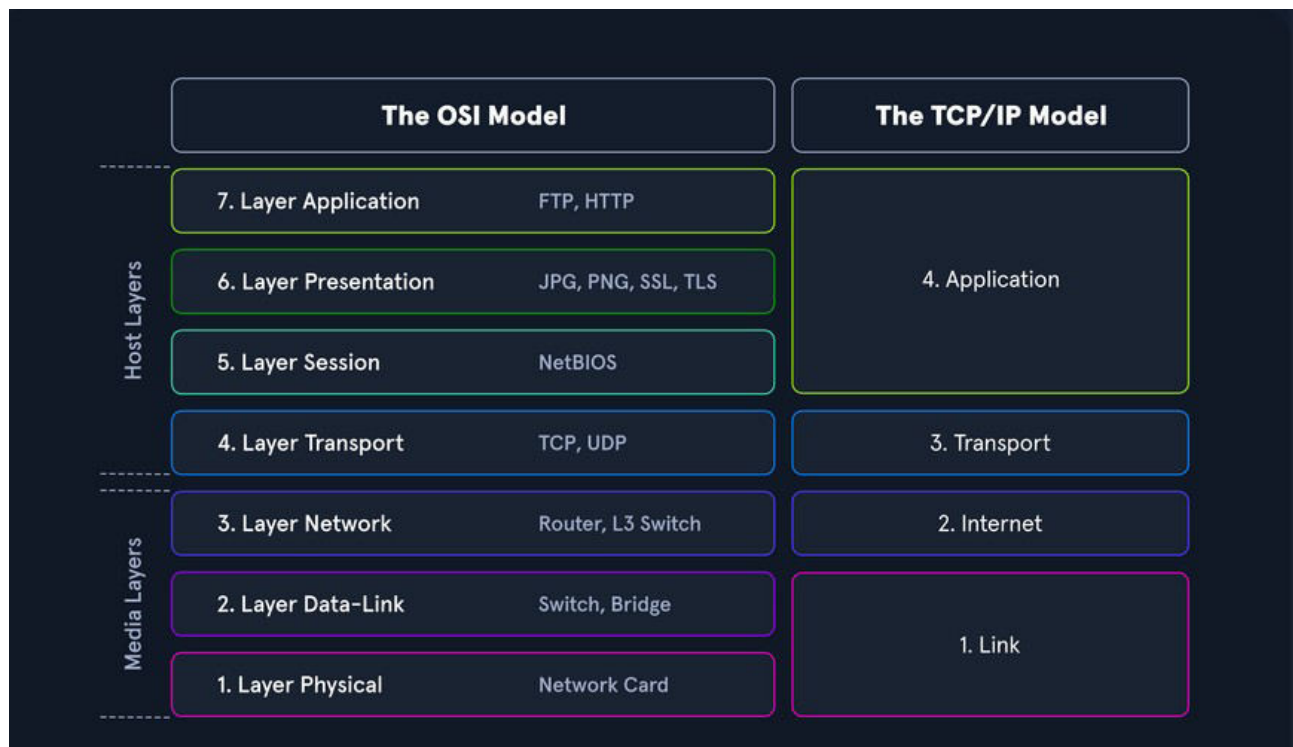 The OSI Model
The TCP/IP Model
Host Layers
7. Layer Application FTP, HTTP
6. Layer Presentation JPG, PNG, SSL, TLS
5. Layer Session NetBIOS
4. Layer Transport TCP, UDP
4. Application
3. Transport
Media Layers
3. Layer Network Router, L3 Switch
2. Layer Data-Link Switch, Bridge
1. Layer Physical Network Card
2. Internet
1. Link